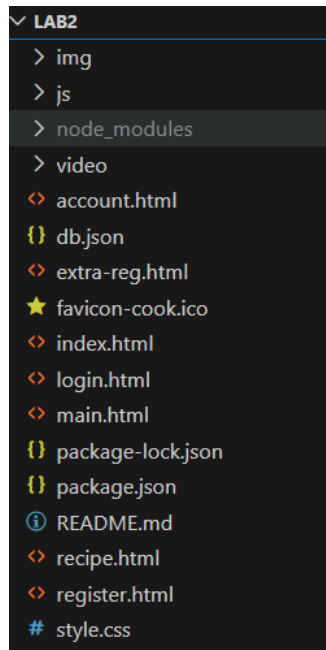 LAB2
img
js
node_modules
video
account.html
{} db.json
extra-reg.html
favicon-cook.ico
index.html
login.html
main.html
{} package-lock.json
{} package.json
README.md
recipe.html
register.html
# style.css